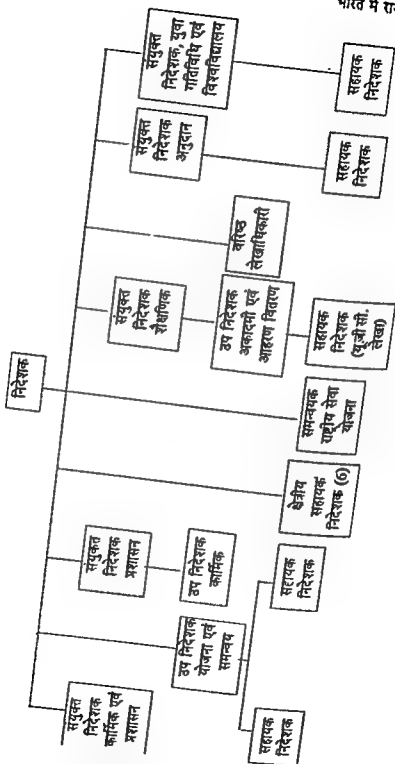 भारत में रा
निदेशक
संयुक्त
निदेशक
कार्मिक एवं
प्रशासन
उप निदेशक
योजना एवं
समन्वय
सहायक
निदेशक
सहायक
निदेशक
संयुक्त
निदेशक
प्रशासन
उप निदेशक
कार्मिक
क्षेत्रीय
सहायक
निदेशक (6)
समन्वयक
राष्ट्रीय सेवा
योजना
संयुक्त
निदेशक
शैक्षणिक
उप निदेशक
अकादमी एवं
आहरण वितरण
सहायक
निदेशक
(यू.जी.सी.
लेखा)
वरिष्ठ
लेखाधिकारी
संयुक्त
निदेशक
अनुदान
सहायक
निदेशक
संयुक्त
निदेशक, युवा
गतिविधि एवं
विश्वविद्यालय
सहायक
निदेशक